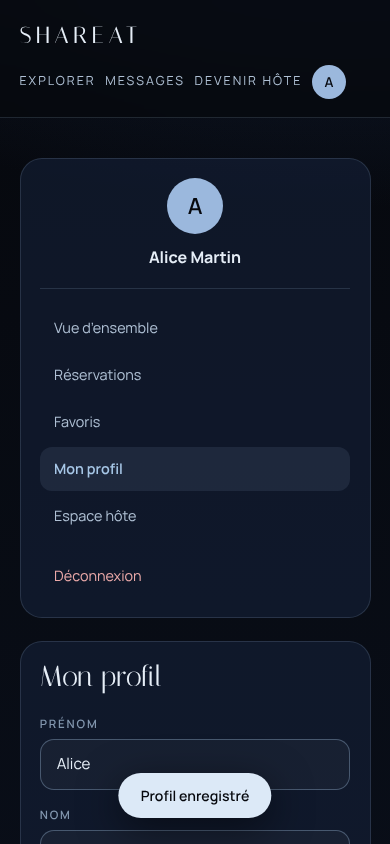 SHAREAT
EXPLORER MESSAGES DEVENIR HÔTE A
A
Alice Martin
Vue d'ensemble
Réservations
Favoris
Mon profil
Espace hôte
Déconnexion
Mon profil
PRÉNOM
Alice
Profil enregistré
NOM